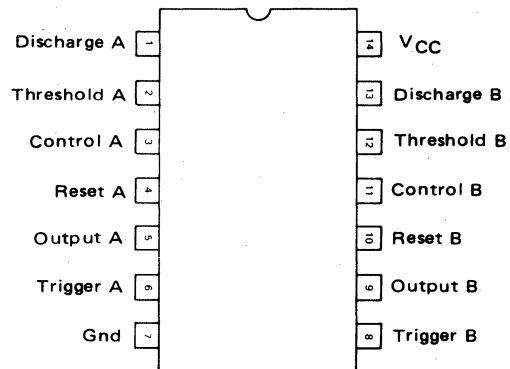 Discharge A 1 14 VCC
Threshold A 2 13 Discharge B
Control A 3 12 Threshold B
Reset A 4 11 Control B
Output A 5 10 Reset B
Trigger A 6 9 Output B
Gnd 7 8 Trigger B